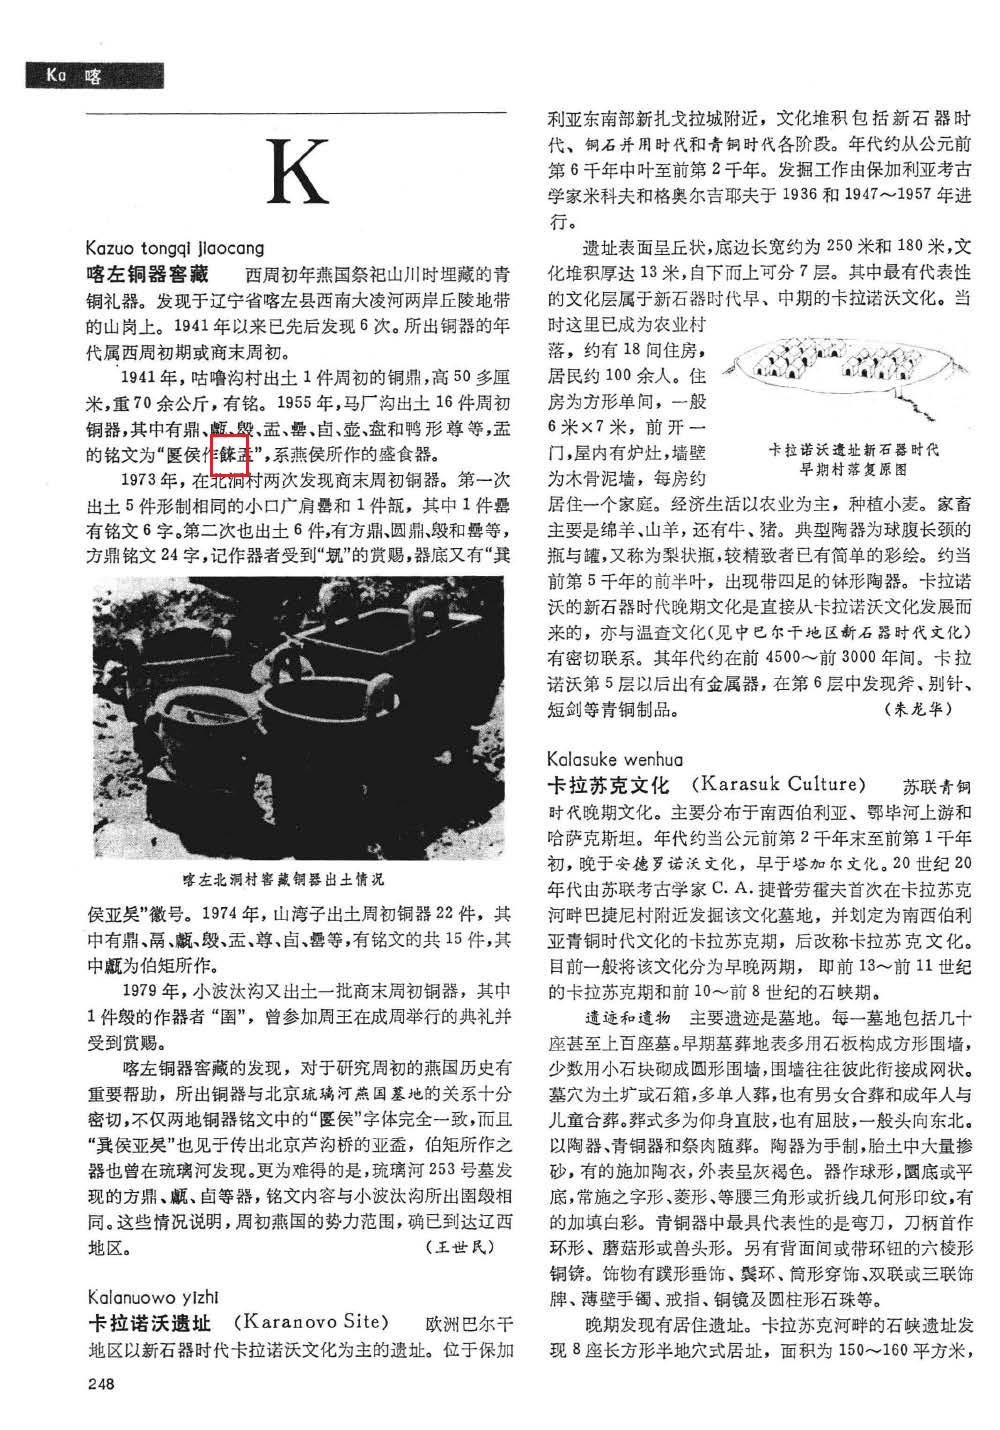 Ka 喀
K
Kazuo tongqi jiaocang
喀左铜器窖藏 西周初年燕国祭祀山川时埋藏的青
铜礼器。发现于辽宁省喀左县西南大凌河两岸丘陵地带
的山岗上。1941年以来已先后发现6次。所出铜器的年
代属西周初期或商末周初。
1941年，咕噜沟村出土1件周初的铜鼎，高50多厘
米，重70余公斤，有铭。1955年，马厂沟出土16件周初
铜器，其中有鼎、甗、毁、盂、罍、卣、壶、盘和鸭形尊等，盂
的铭文为“匽侯作餗盂”，系燕侯所作的盛食器。
1973年，在北洞村两次发现商末周初铜器。第一次
出土5件形制相同的小口广肩罍和1件瓿，其中1件罍
有铭文6字。第二次也出土6件，有方鼎、圆鼎、毁和罍等，
方鼎铭文24字，记作器者受到“𡚼”的赏赐，器底又有“㠱
喀左北洞村窖藏铜器出土情况
侯亚矣”徽号。1974年，山湾子出土周初铜器22件，其
中有鼎、鬲、甗、毁、盂、尊、卣、罍等，有铭文的共15件，其
中甗为伯矩所作。
1979年，小波汰沟又出土一批商末周初铜器，其中
1件毁的作器者“圉”，曾参加周王在成周举行的典礼并
受到赏赐。
喀左铜器窖藏的发现，对于研究周初的燕国历史有
重要帮助，所出铜器与北京琉璃河燕国墓地的关系十分
密切，不仅两地铜器铭文中的“匽侯”字体完全一致，而且
“㠱侯亚矣”也见于传出北京芦沟桥的亚盉，伯矩所作之
器也曾在琉璃河发现。更为难得的是，琉璃河253号墓发
现的方鼎、甗、卣等器，铭文内容与小波汰沟所出圉毁相
同。这些情况说明，周初燕国的势力范围，确已到达辽西
地区。 （王世民）
Kalanuowo yizhi
卡拉诺沃遗址 （Karanovo Site） 欧洲巴尔干
地区以新石器时代卡拉诺沃文化为主的遗址。位于保加
248
利亚东南部新扎戈拉城附近，文化堆积包括新石器时
代、铜石并用时代和青铜时代各阶段。年代约从公元前
第6千年中叶至前第2千年。发掘工作由保加利亚考古
学家米科夫和格奥尔吉耶夫于1936和1947～1957年进
行。
遗址表面呈丘状，底边长宽约为250米和180米，文
化堆积厚达13米，自下而上可分7层。其中最有代表性
的文化层属于新石器时代早、中期的卡拉诺沃文化。当
时这里已成为农业村
落，约有18间住房，
居民约100余人。住
房为方形单间，一般
6米×7米，前开一
门，屋内有炉灶，墙壁
为木骨泥墙，每房约
卡拉诺沃遗址新石器时代
早期村落复原图
居住一个家庭。经济生活以农业为主，种植小麦。家畜
主要是绵羊、山羊，还有牛、猪。典型陶器为球腹长颈的
瓶与罐，又称为梨状瓶，较精致者已有简单的彩绘。约当
前第5千年的前半叶，出现带四足的钵形陶器。卡拉诺
沃的新石器时代晚期文化是直接从卡拉诺沃文化发展而
来的，亦与温查文化（见中巴尔干地区新石器时代文化）
有密切联系。其年代约在前4500～前3000年间。卡拉
诺沃第5层以后出有金属器，在第6层中发现斧、别针、
短剑等青铜制品。 （朱龙华）
Kalasuke wenhua
卡拉苏克文化 （Karasuk Culture） 苏联青铜
时代晚期文化。主要分布于南西伯利亚、鄂毕河上游和
哈萨克斯坦。年代约当公元前第2千年末至前第1千年
初，晚于安德罗诺沃文化，早于塔加尔文化。20世纪20
年代由苏联考古学家C.A.捷普劳霍夫首次在卡拉苏克
河畔巴捷尼村附近发掘该文化墓地，并划定为南西伯利
亚青铜时代文化的卡拉苏克期，后改称卡拉苏克文化。
目前一般将该文化分为早晚两期，即前13～前11世纪
的卡拉苏克期和前10～前8世纪的石峡期。
遗迹和遗物 主要遗迹是墓地。每一墓地包括几十
座甚至上百座墓。早期墓葬地表多用石板构成方形围墙，
少数用小石块砌成圆形围墙，围墙往往彼此衔接成网状。
墓穴为土圹或石箱，多单人葬，也有男女合葬和成年人与
儿童合葬。葬式多为仰身直肢，也有屈肢，一般头向东北。
以陶器、青铜器和祭肉随葬。陶器为手制，胎土中大量掺
砂，有的施加陶衣，外表呈灰褐色。器作球形，圜底或平
底，常施之字形、菱形、等腰三角形或折线几何形印纹，有
的加填白彩。青铜器中最具代表性的是弯刀，刀柄首作
环形、蘑菇形或兽头形。另有背面间或带环钮的六棱形
铜锛。饰物有蹼形垂饰、鬓环、筒形穿饰、双联或三联饰
牌、薄壁手镯、戒指、铜镜及圆柱形石珠等。
晚期发现有居住遗址。卡拉苏克河畔的石峡遗址发
现8座长方形半地穴式居址，面积为150～160平方米，